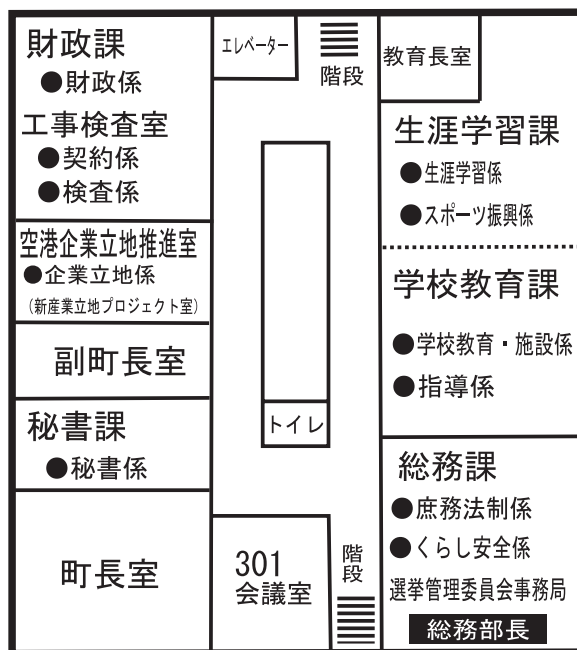 財政課
●財政係
工事検査室
●契約係
●検査係
空港企業立地推進室
●企業立地係
(新産業立地プロジェクト室)
副町長室
秘書課
●秘書係
町長室
エレベーター
階段
トイレ
301
会議室
階段
教育長室
生涯学習課
●生涯学習係
●スポーツ振興係
学校教育課
●学校教育・施設係
●指導係
総務課
●庶務法制係
●くらし安全係
選挙管理委員会事務局
総務部長